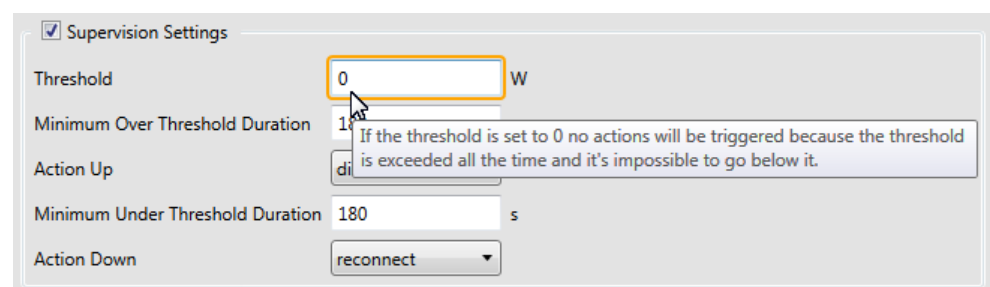 Supervision Settings
Threshold 0 W
Minimum Over Threshold Duration
If the threshold is set to 0 no actions will be triggered because the threshold
is exceeded all the time and it's impossible to go below it.
Action Up
Minimum Under Threshold Duration 180 s
Action Down reconnect